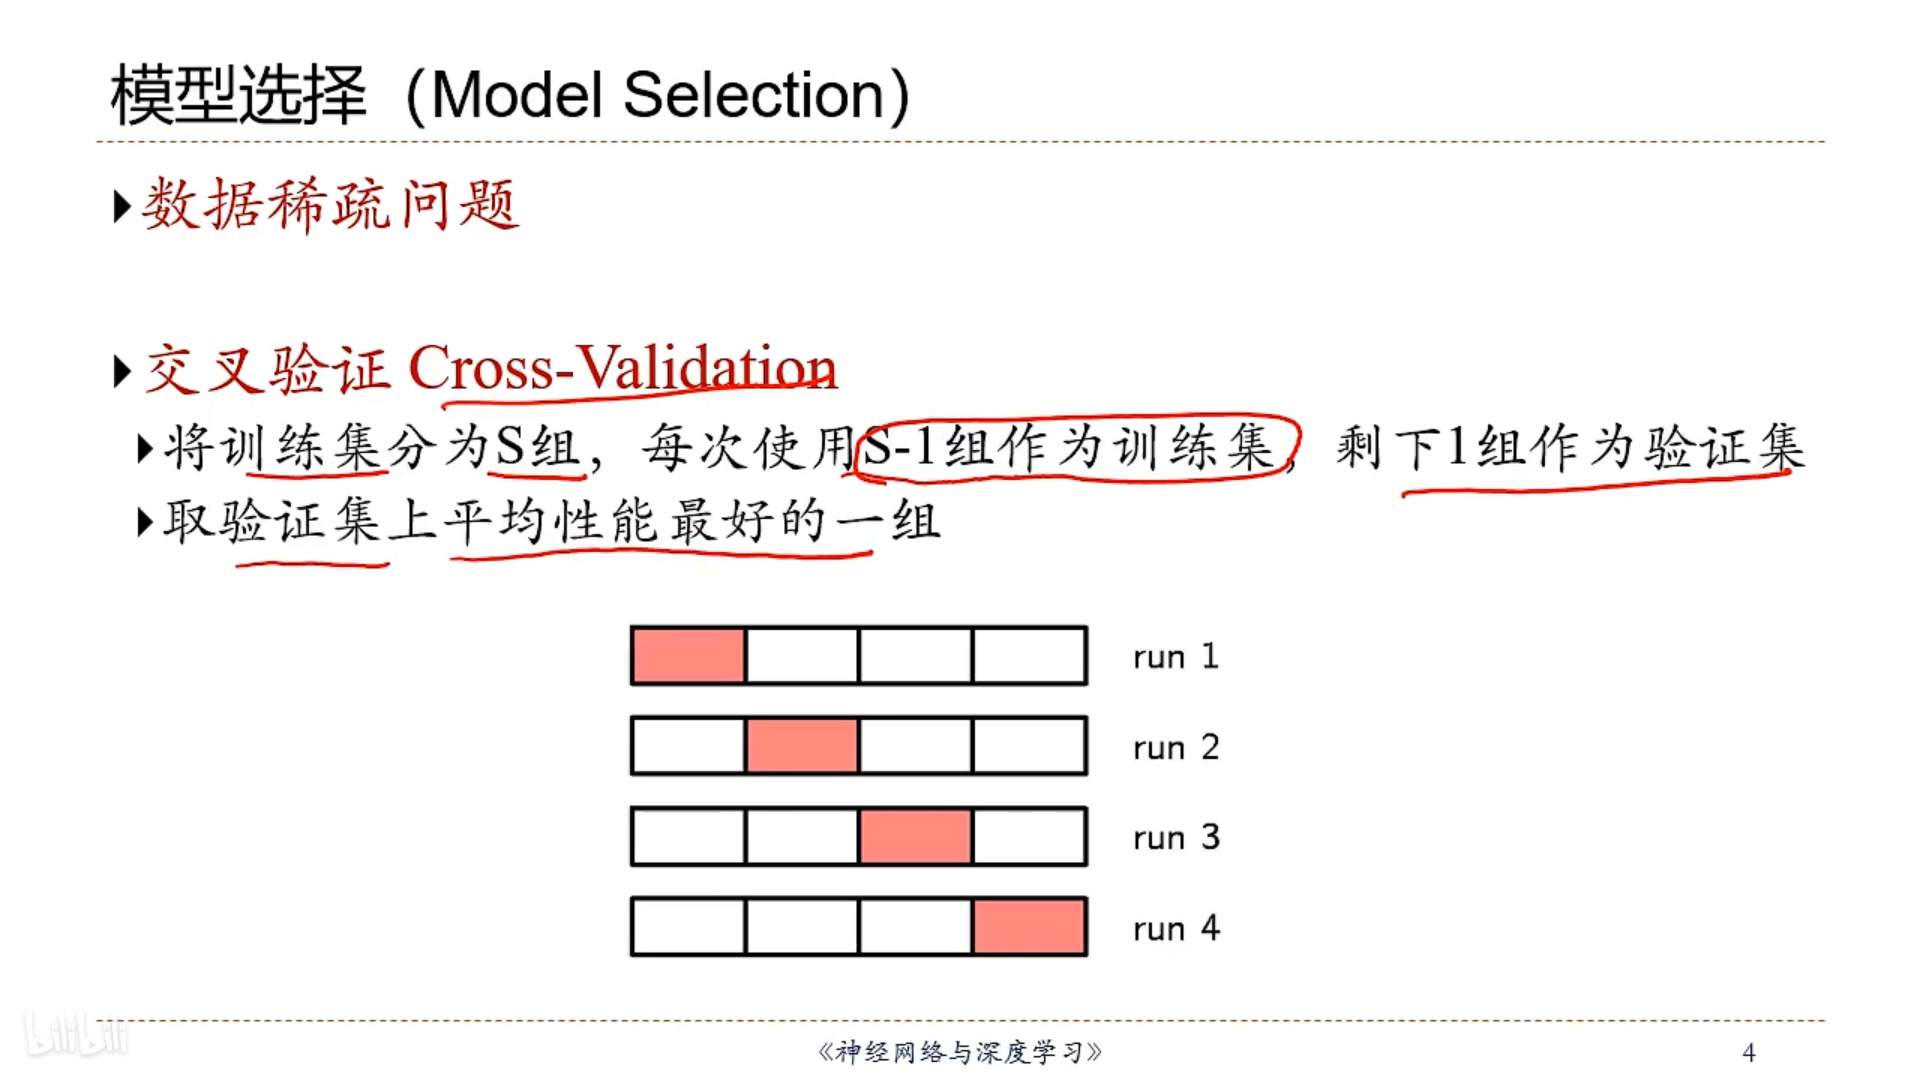 模型选择（Model Selection）
数据稀疏问题
交叉验证 Cross-Validation
将训练集分为S组，每次使用S-1组作为训练集，剩下1组作为验证集
取验证集上平均性能最好的一组
run 1
run 2
run 3
run 4
bilibili
《神经网络与深度学习》
4